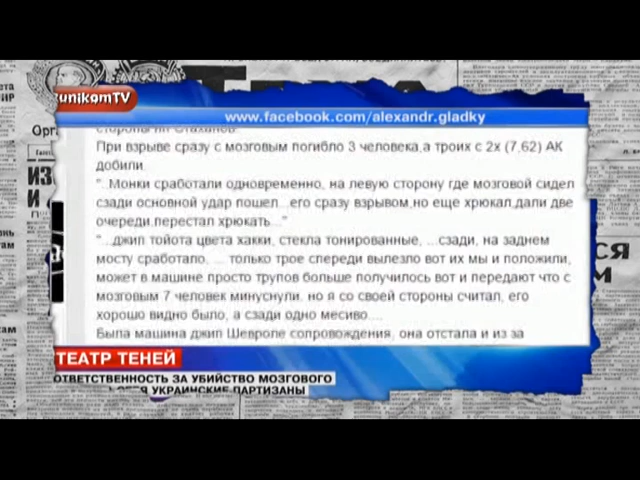 unikomTV
www.facebook.com/alexandr.gladky
стороны пгт Стаханов
При взрыве сразу с мозговым погибло 3 человека,а троих с 2х (7,62) АК
добили.
"...Монки сработали одновременно, на левую сторону где мозговой сидел
сзади основной удар пошел...его сразу взрывом,но еще хрюкал,дали две
очереди,перестал хрюкать..."
"...джип тойота цвета хакки, стекла тонированные, ...сзади, на заднем
мосту сработало, ... только трое спереди вылезло вот их мы и положили,
может в машине просто трупов больше получилось вот и передают что с
мозговым 7 человек минуснули, но я со своей стороны считал, его
хорошо видно было, а сзади одно месиво....
Была машина джип Шевроле сопровождения, она отстала и из за
ТЕАТР ТЕНЕЙ
ОТВЕТСТВЕННОСТЬ ЗА УБИЙСТВО МОЗГОВОГО
УКРАИНСКИЕ ПАРТИЗАНЫ